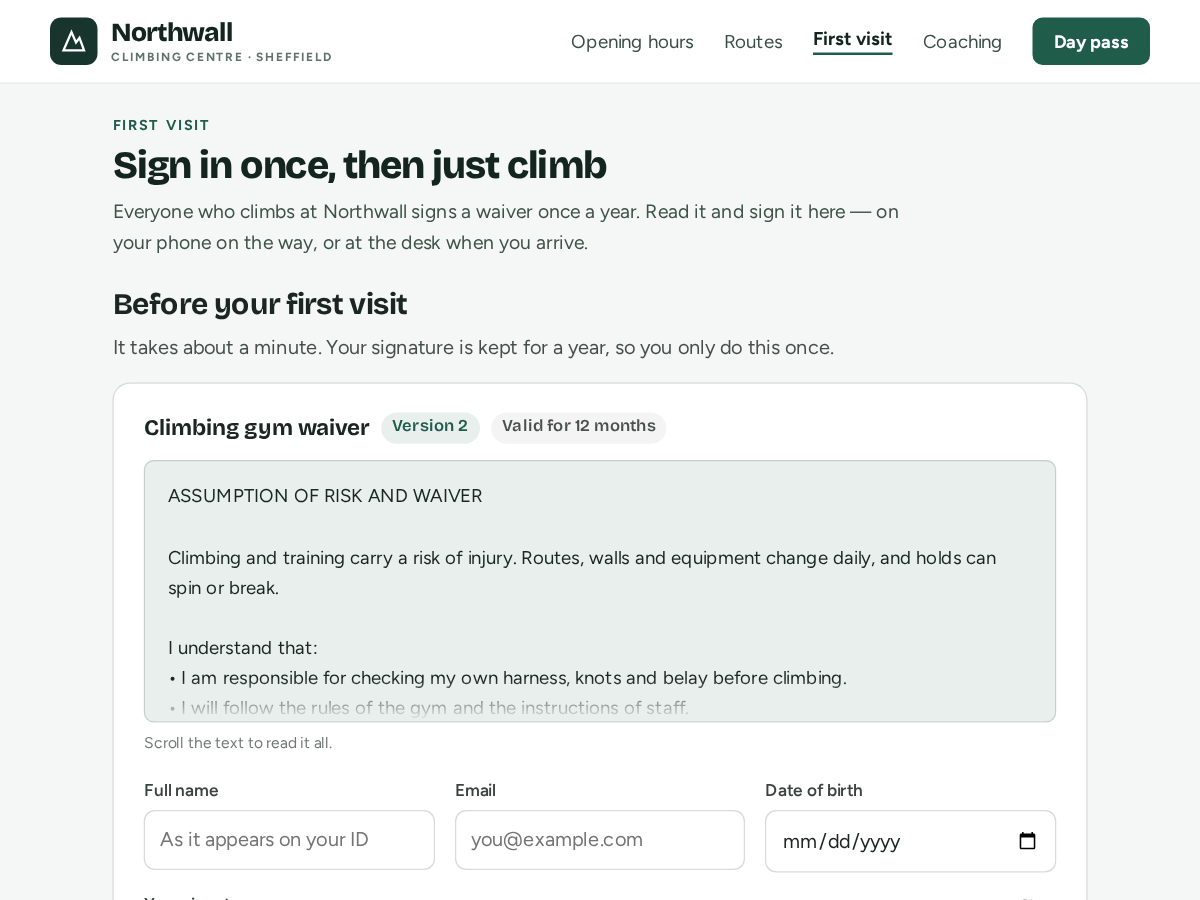 Northwall
CLIMBING CENTRE · SHEFFIELD
Opening hours
Routes
First visit
Coaching
Day pass
FIRST VISIT
Sign in once, then just climb
Everyone who climbs at Northwall signs a waiver once a year. Read it and sign it here — on
your phone on the way, or at the desk when you arrive.
Before your first visit
It takes about a minute. Your signature is kept for a year, so you only do this once.
Climbing gym waiver
Version 2
Valid for 12 months
ASSUMPTION OF RISK AND WAIVER
Climbing and training carry a risk of injury. Routes, walls and equipment change daily, and holds can
spin or break.
I understand that:
• I am responsible for checking my own harness, knots and belay before climbing.
• I will follow the rules of the gym and the instructions of staff.
Scroll the text to read it all.
Full name
Email
Date of birth
As it appears on your ID
you@example.com
mm/dd/yyyy